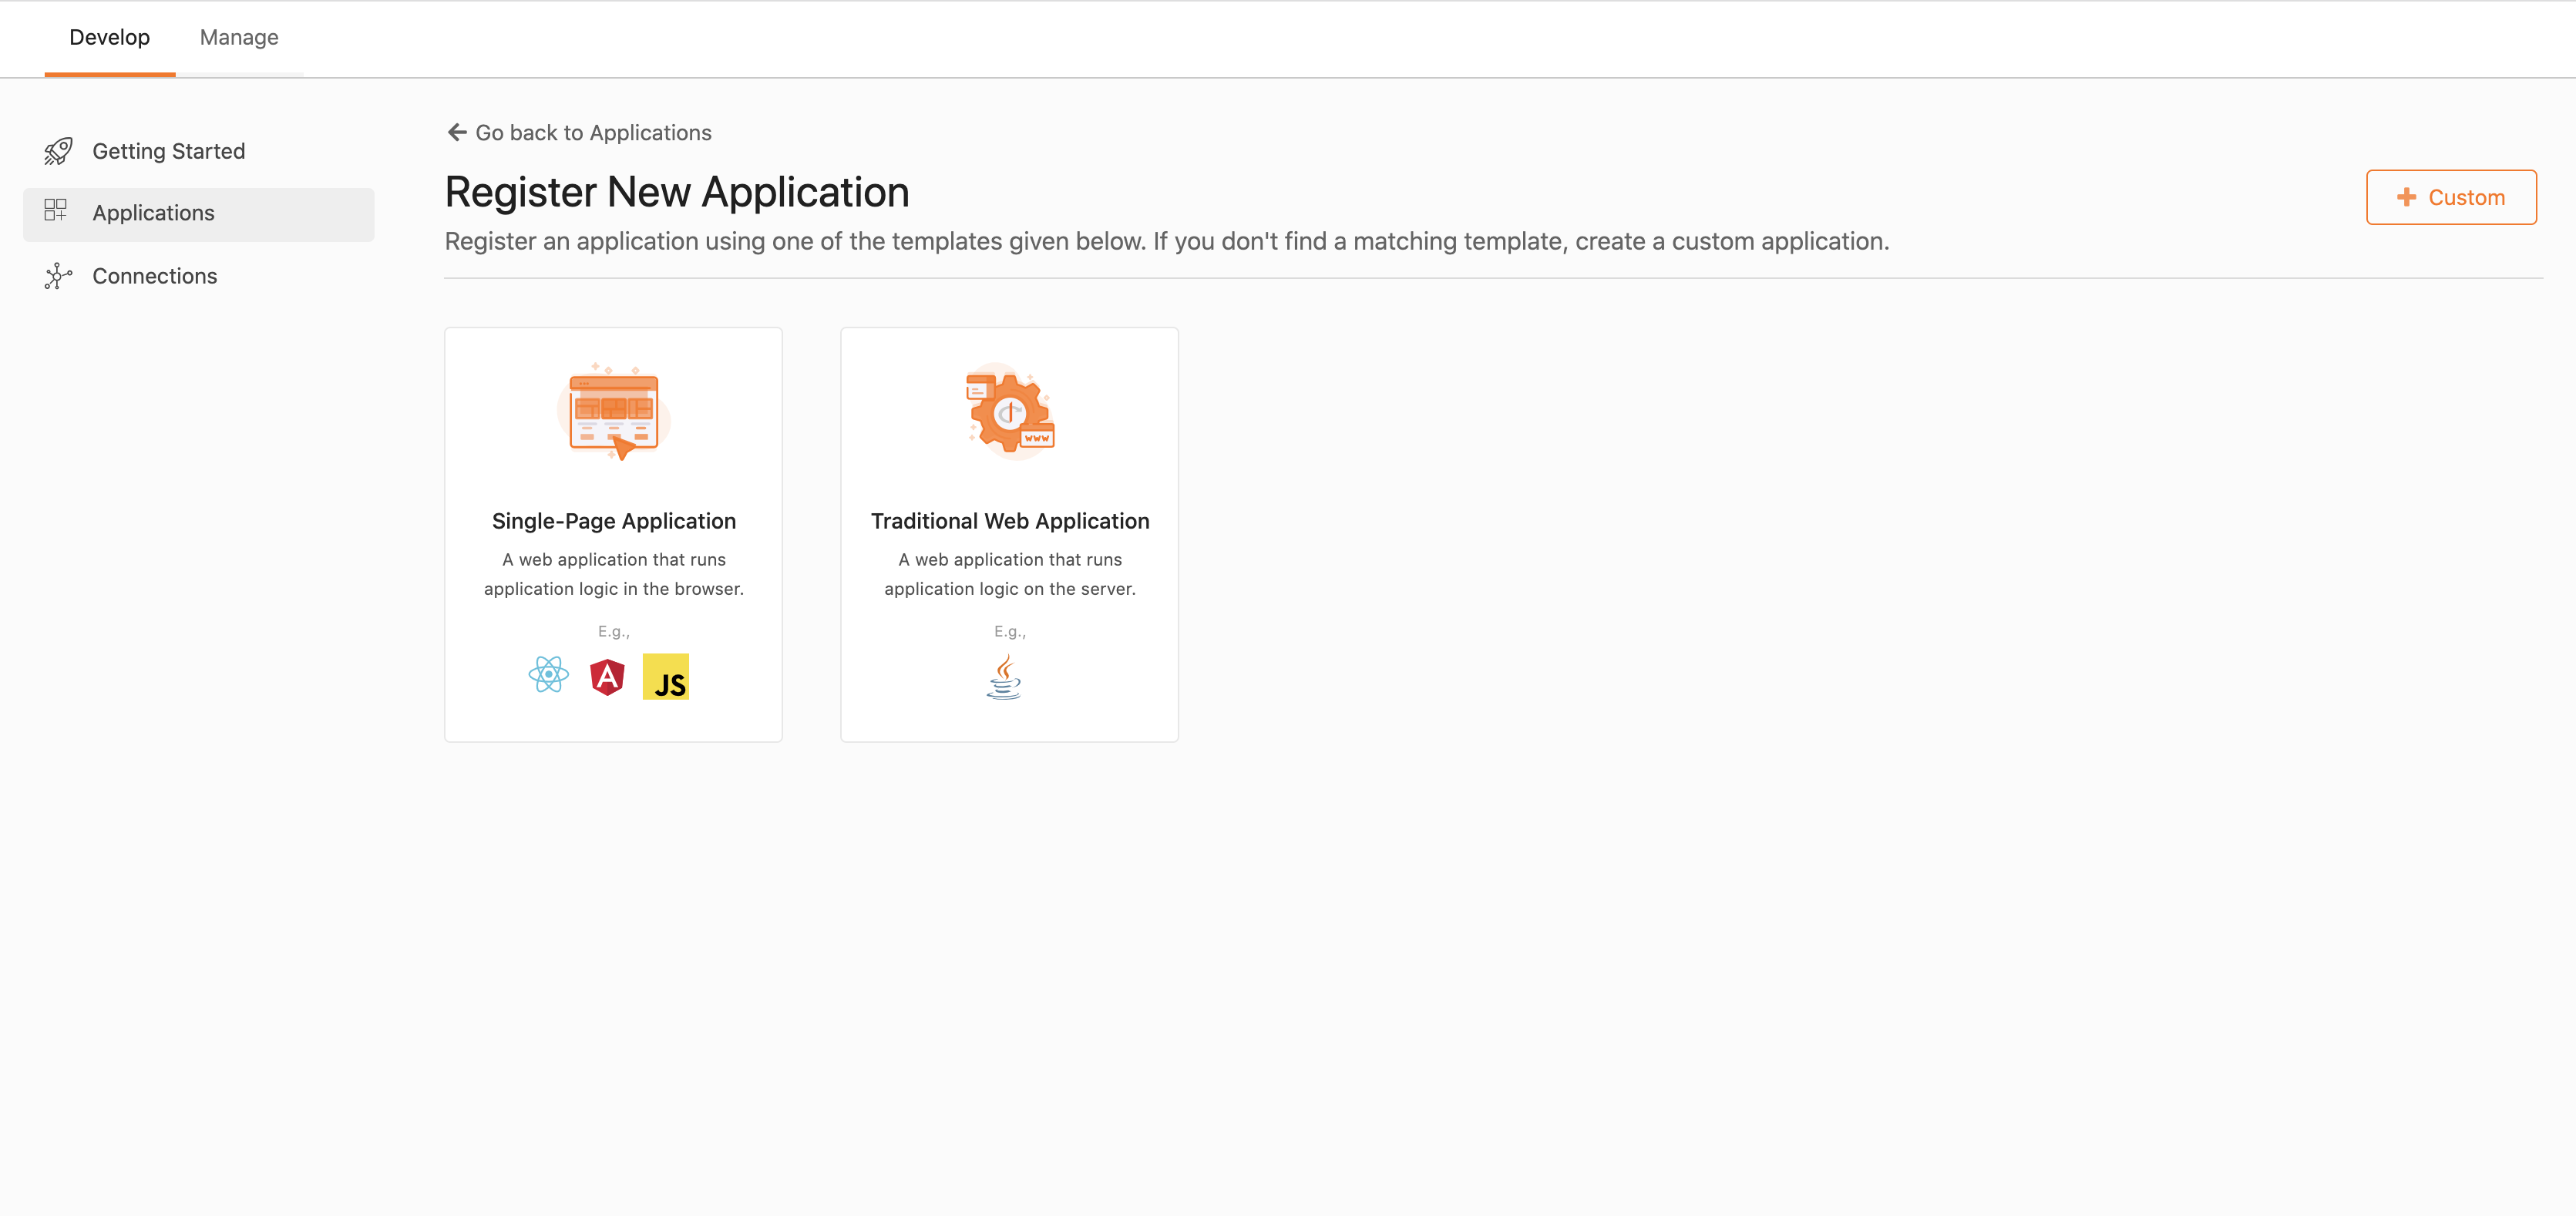 Develop
Manage
Getting Started
Applications
Connections
Go back to Applications
Register New Application
Register an application using one of the templates given below. If you don't find a matching template, create a custom application.
Custom
Single-Page Application
A web application that runs
application logic in the browser.
E.g.,
JS
Traditional Web Application
A web application that runs
application logic on the server.
E.g.,
www